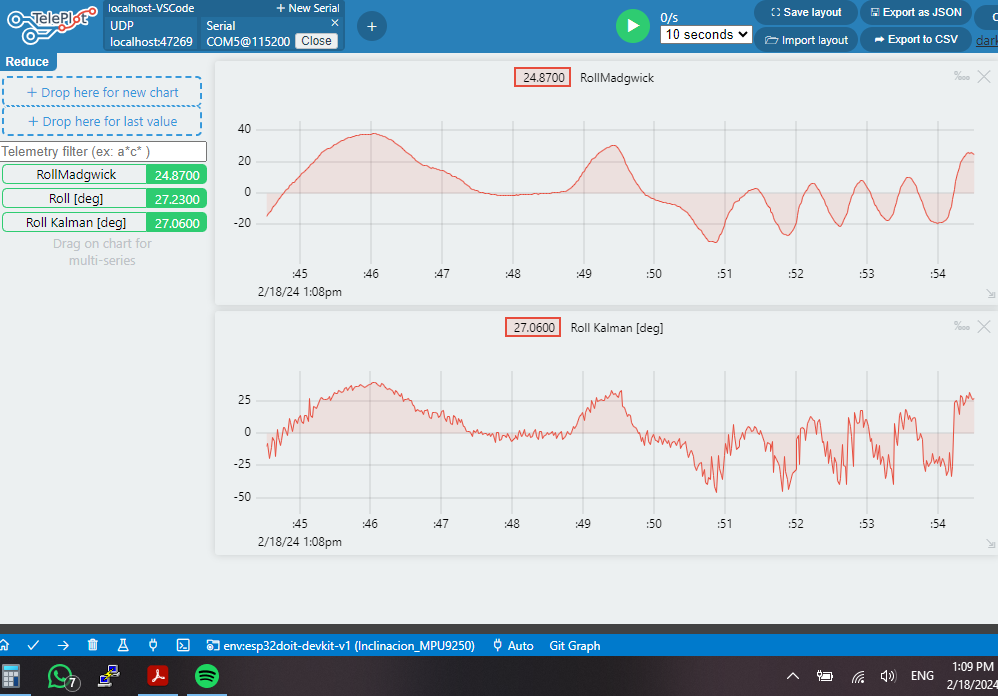 TelePlot
localhost-VSCode
+ New Serial
UDP
localhost:47269
Serial
COM5@115200
Close
+
0/s
10 seconds
Save layout
Export as JSON
Import layout
Export to CSV
dark
Reduce
+ Drop here for new chart
+ Drop here for last value
Telemetry filter (ex: a*c* )
RollMadgwick 24.8700
Roll [deg] 27.2300
Roll Kalman [deg] 27.0600
Drag on chart for
multi-series
24.8700 RollMadgwick
40
20
0
-20
:45 :46 :47 :48 :49 :50 :51 :52 :53 :54
2/18/24 1:08pm
27.0600 Roll Kalman [deg]
25
0
-25
-50
:45 :46 :47 :48 :49 :50 :51 :52 :53 :54
2/18/24 1:08pm
env:esp32doit-devkit-v1 (Inclinacion_MPU9250)
Auto
Git Graph
7
ENG
1:09 PM
2/18/2024